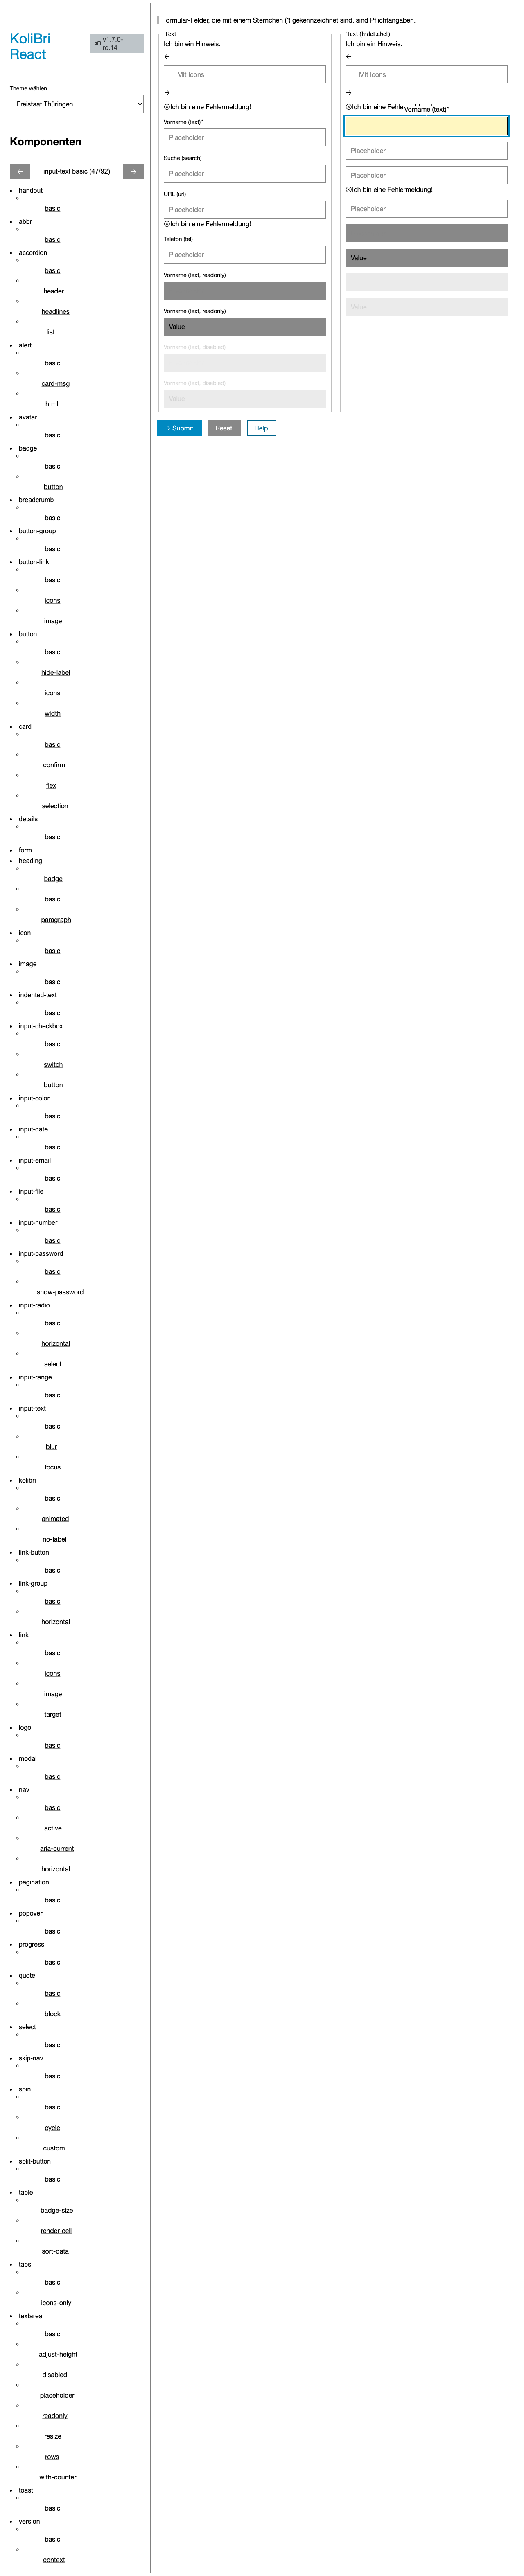 KoliBri
React
v1.7.0-
rc.14
Theme wählen
Freistaat Thüringen
Komponenten
input-text basic (47/92)
handout
basic
abbr
basic
accordion
basic
header
headlines
list
alert
basic
card-msg
html
avatar
basic
badge
basic
button
breadcrumb
basic
button-group
basic
button-link
basic
icons
image
button
basic
hide-label
icons
width
card
basic
confirm
flex
selection
details
basic
form
heading
badge
basic
paragraph
icon
basic
image
basic
indented-text
basic
input-checkbox
basic
switch
button
input-color
basic
input-date
basic
input-email
basic
input-file
basic
input-number
basic
input-password
basic
show-password
input-radio
basic
horizontal
select
input-range
basic
input-text
basic
blur
focus
kolibri
basic
animated
no-label
link-button
basic
link-group
basic
horizontal
link
basic
icons
image
target
logo
basic
modal
basic
nav
basic
active
aria-current
horizontal
pagination
basic
popover
basic
progress
basic
quote
basic
block
select
basic
skip-nav
basic
spin
basic
cycle
custom
split-button
basic
table
badge-size
render-cell
sort-data
tabs
basic
icons-only
textarea
basic
adjust-height
disabled
placeholder
readonly
resize
rows
with-counter
toast
basic
version
basic
context
Formular-Felder, die mit einem Sternchen (*) gekennzeichnet sind, sind Pflichtangaben.
Text
Ich bin ein Hinweis.
Mit Icons
Ich bin eine Fehlermeldung!
Vorname (text)*
Placeholder
Suche (search)
Placeholder
URL (url)
Placeholder
Ich bin eine Fehlermeldung!
Telefon (tel)
Placeholder
Vorname (text, readonly)
Vorname (text, readonly)
Value
Vorname (text, disabled)
Vorname (text, disabled)
Value
Text (hideLabel)
Ich bin ein Hinweis.
Mit Icons
Ich bin eine
Vorname (text)*
Placeholder
Placeholder
Ich bin eine Fehlermeldung!
Placeholder
Value
Value
Submit
Reset
Help